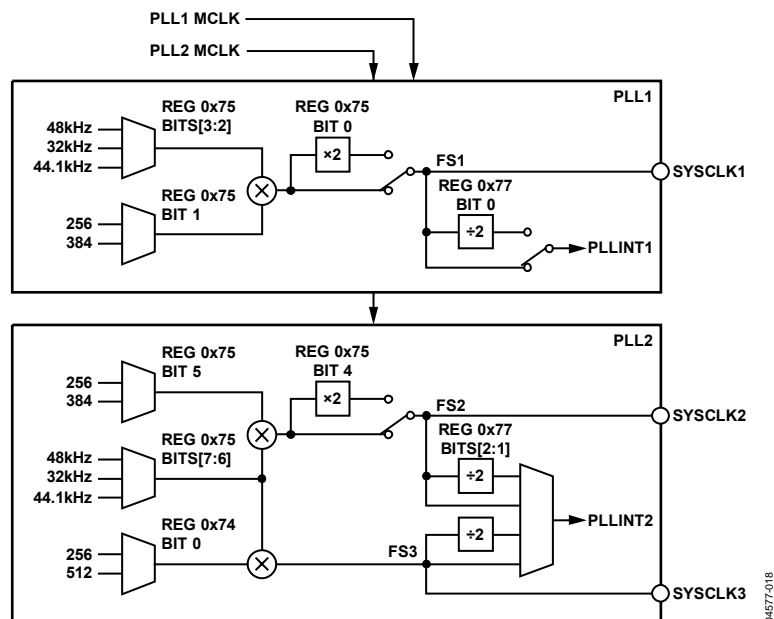 PLL1 MCLK
PLL2 MCLK
PLL1
REG 0x75
BITS[3:2]
48kHz
32kHz
44.1kHz
REG 0x75
BIT 0
×2
FS1
SYSCLK1
REG 0x75
BIT 1
256
384
×
REG 0x77
BIT 0
÷2
PLLINT1
PLL2
REG 0x75
BIT 5
256
384
REG 0x75
BIT 4
×2
FS2
SYSCLK2
×
REG 0x75
BITS[7:6]
48kHz
32kHz
44.1kHz
REG 0x77
BITS[2:1]
÷2
PLLINT2
REG 0x74
BIT 0
256
512
×
FS3
÷2
SYSCLK3
04577-018